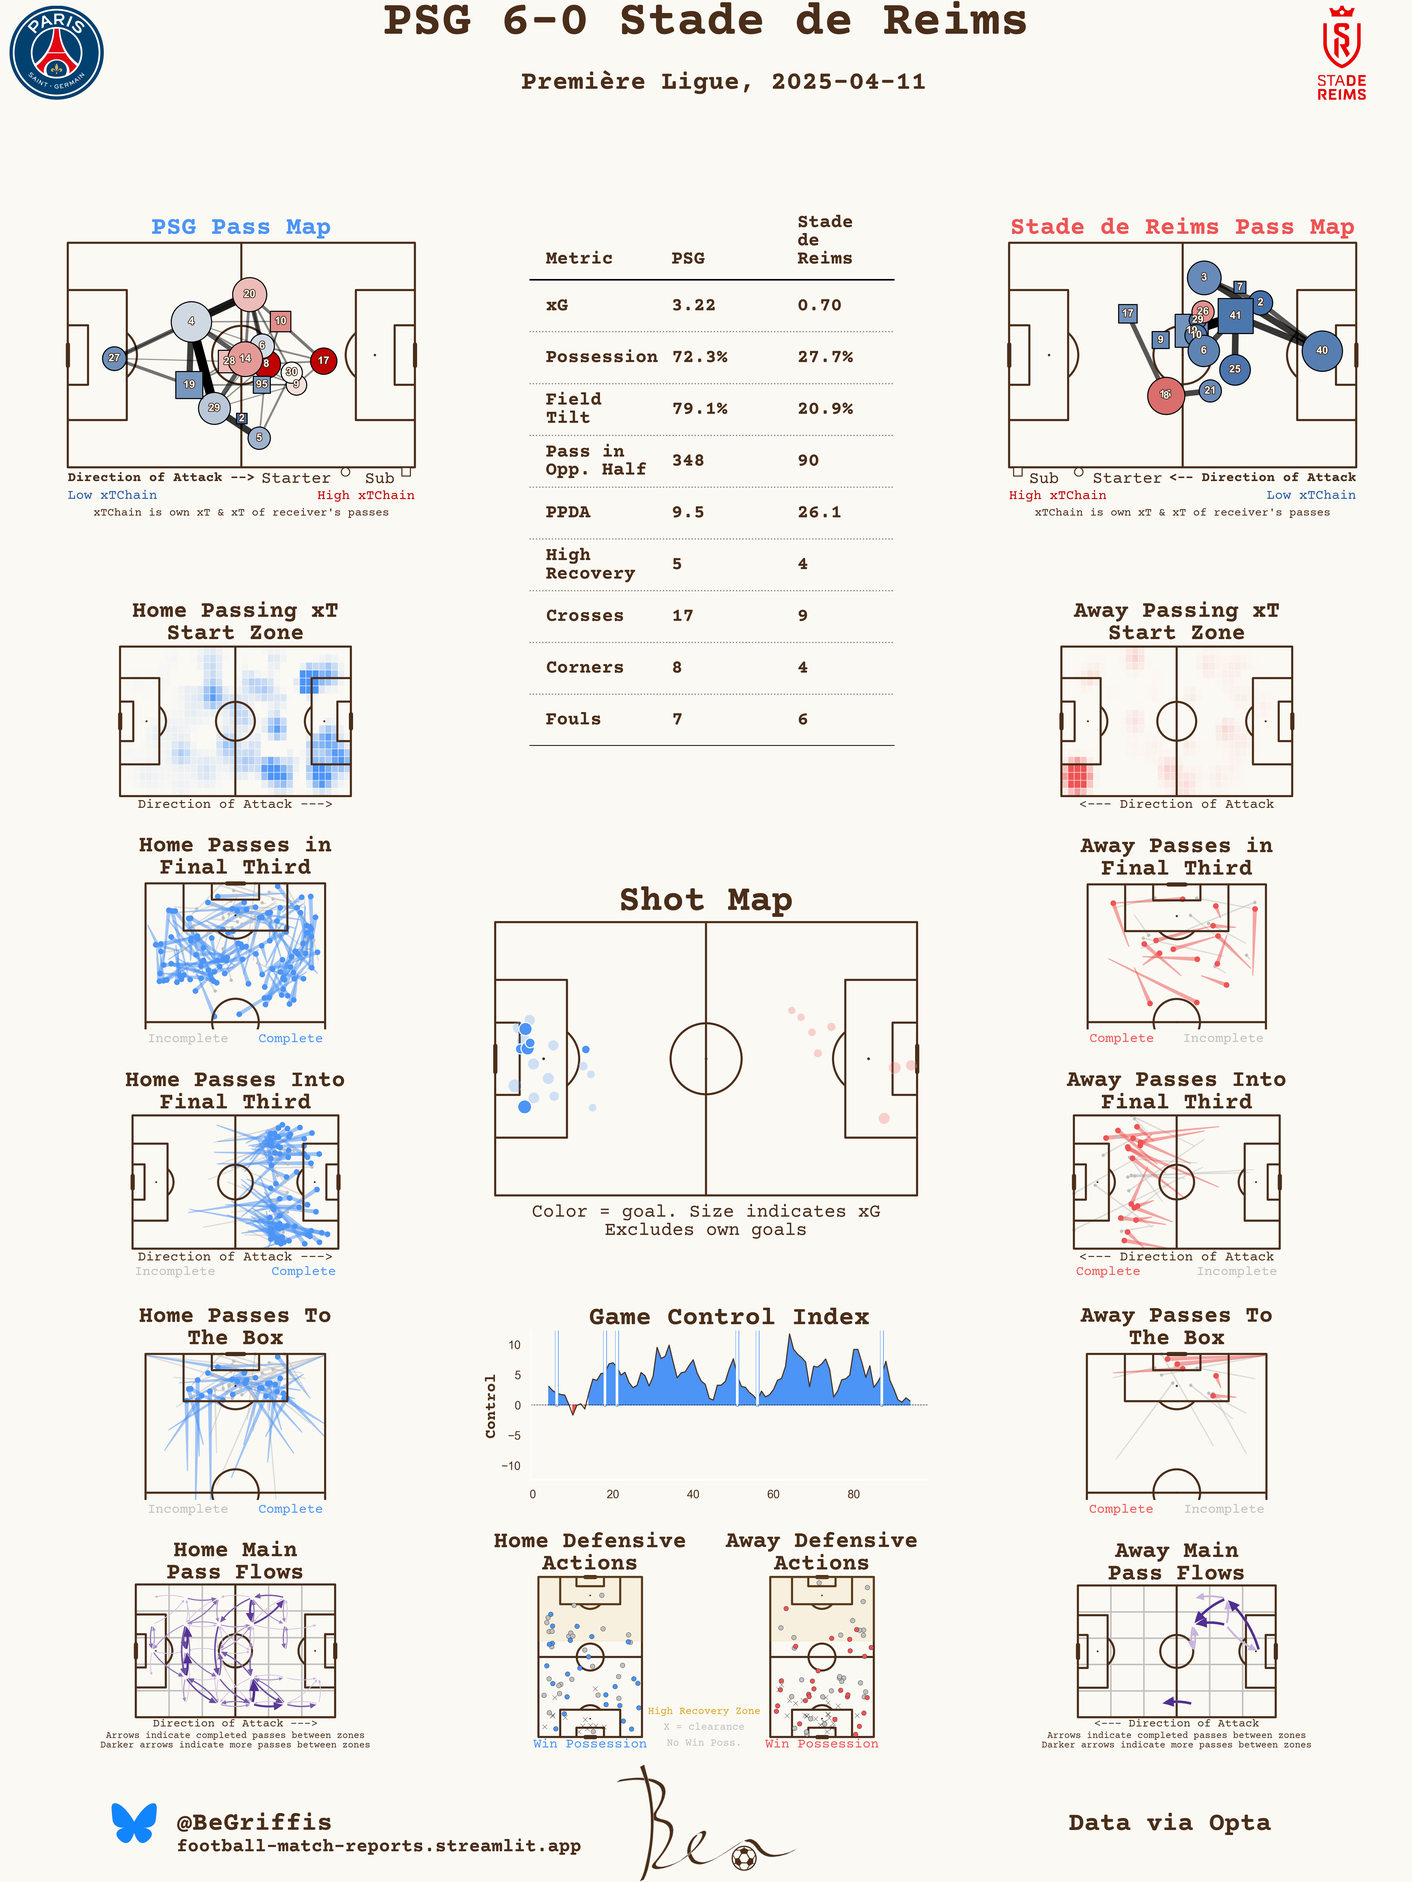 PSG 6-0 Stade de Reims
Première Ligue, 2025-04-11
PARIS
SAINT-GERMAIN
STADE
REIMS
PSG Pass Map
20
4
10
6
27
28
14
8
17
30
19
95
9
29
2
5
Direction of Attack --> Starter Sub
Low xTChain High xTChain
xTChain is own xT & xT of receiver's passes
Metric PSG Stade
de
Reims
xG 3.22 0.70
Possession 72.3% 27.7%
Field
Tilt 79.1% 20.9%
Pass in
Opp. Half 348 90
PPDA 9.5 26.1
High
Recovery 5 4
Crosses 17 9
Corners 8 4
Fouls 7 6
Stade de Reims Pass Map
3
7
2
17
26
29
41
10
9
6
40
25
21
Sub Starter <-- Direction of Attack
High xTChain Low xTChain
xTChain is own xT & xT of receiver's passes
Home Passing xT
Start Zone
Direction of Attack --->
Away Passing xT
Start Zone
<--- Direction of Attack
Home Passes in
Final Third
Incomplete Complete
Away Passes in
Final Third
Complete Incomplete
Shot Map
Color = goal. Size indicates xG
Excludes own goals
Home Passes Into
Final Third
Direction of Attack --->
Incomplete Complete
Away Passes Into
Final Third
<--- Direction of Attack
Complete Incomplete
Home Passes To
The Box
Incomplete Complete
Game Control Index
Control
10
5
0
−5
−10
0 20 40 60 80
Away Passes To
The Box
Complete Incomplete
Home Main
Pass Flows
Direction of Attack --->
Arrows indicate completed passes between zones
Darker arrows indicate more passes between zones
Home Defensive
Actions
Win Possession
Away Defensive
Actions
Win Possession
High Recovery Zone
X = clearance
No Win Poss.
Away Main
Pass Flows
<--- Direction of Attack
Arrows indicate completed passes between zones
Darker arrows indicate more passes between zones
@BeGriffis
football-match-reports.streamlit.app
Ben
Data via Opta